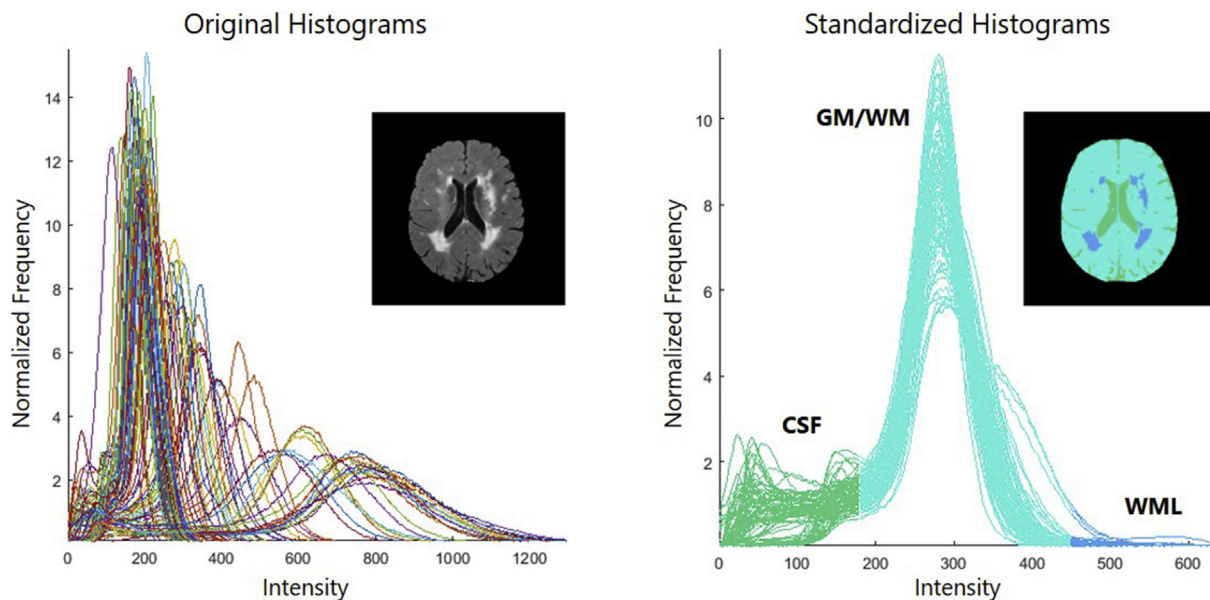 Original Histograms
Normalized Frequency
14
12
10
8
6
4
2
0
200
400
600
800
1000
1200
Intensity
Standardized Histograms
Normalized Frequency
10
8
6
4
2
GM/WM
CSF
WML
0
100
200
300
400
500
600
Intensity